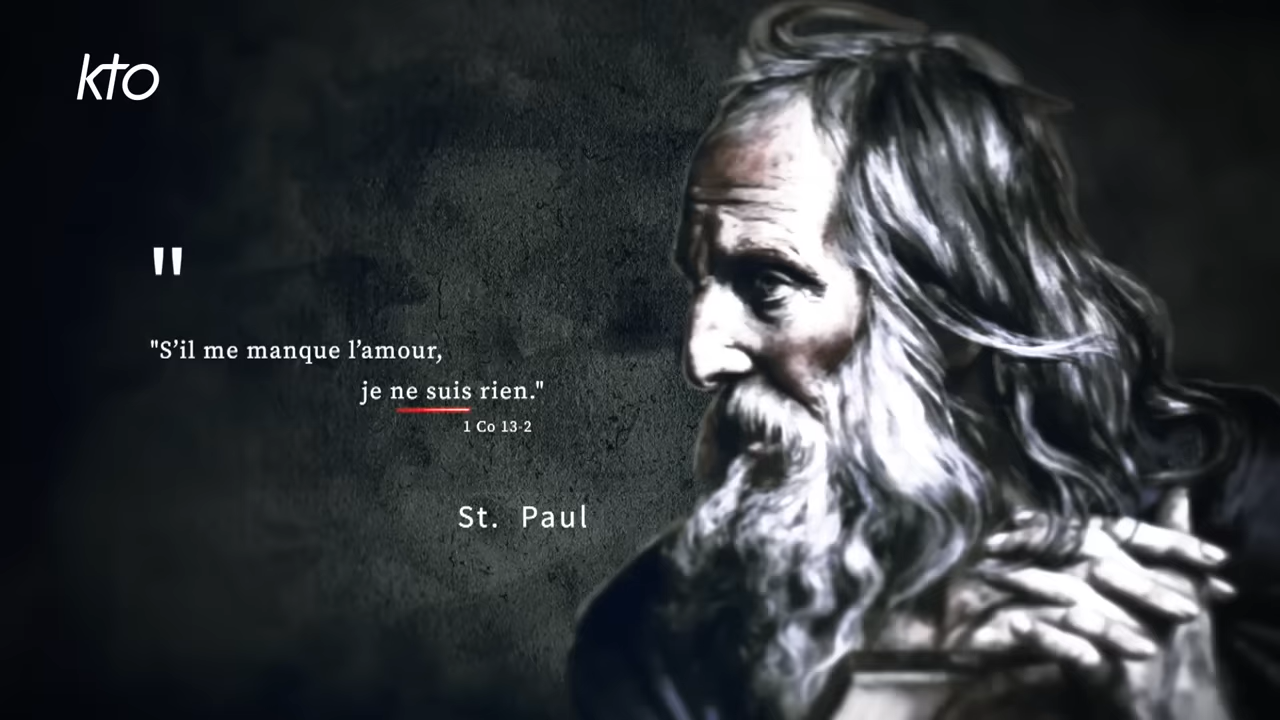 kto
"
"S’il me manque l’amour,
je ne suis rien."
1 Co 13-2
St. Paul